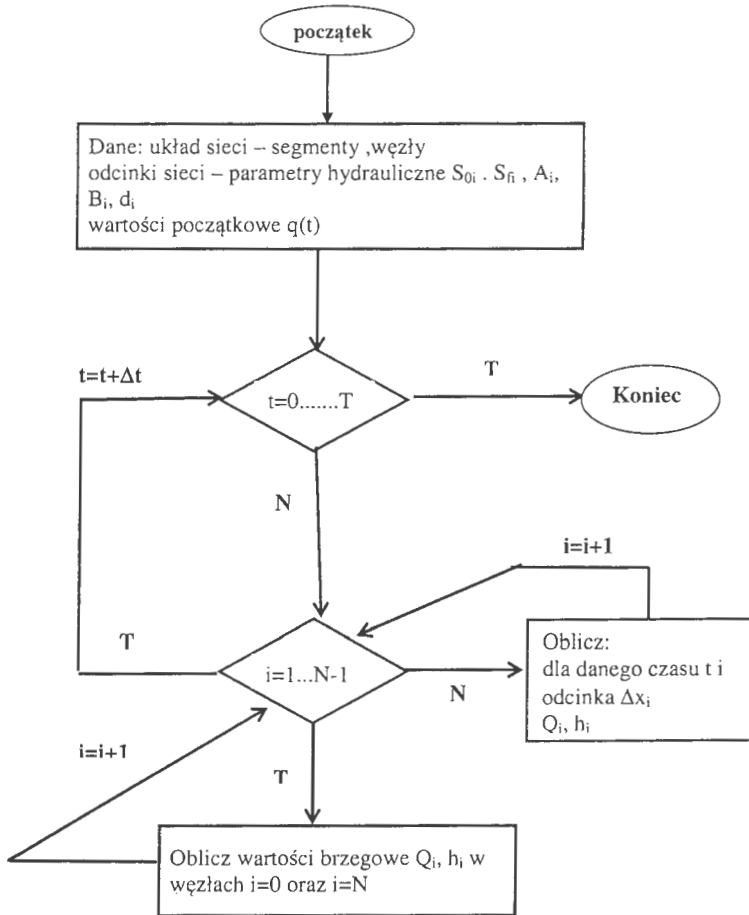 początek
Dane: układ sieci – segmenty ,węzły
odcinki sieci – parametry hydrauliczne S₀ᵢ . S_fi , Aᵢ,
Bᵢ, dᵢ
wartości początkowe q(t)
t=t+Δt
t=0.......T
T
Koniec
N
i=i+1
T
i=1...N-1
N
Oblicz:
dla danego czasu t i
odcinka Δxᵢ
Qᵢ, hᵢ
i=i+1
T
Oblicz wartości brzegowe Qᵢ, hᵢ w
węzłach i=0 oraz i=N